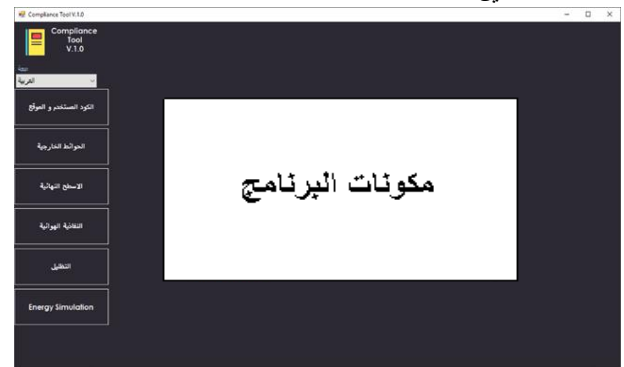 Compliance Tool V.1.0
Compliance
Tool
V.1.0
العربية
الكود المستخدم و الموقع
الحوائط الخارجية
الاسطح النهائية
النفاذية الهوائية
التظليل
Energy Simulation
مكونات البرنامج